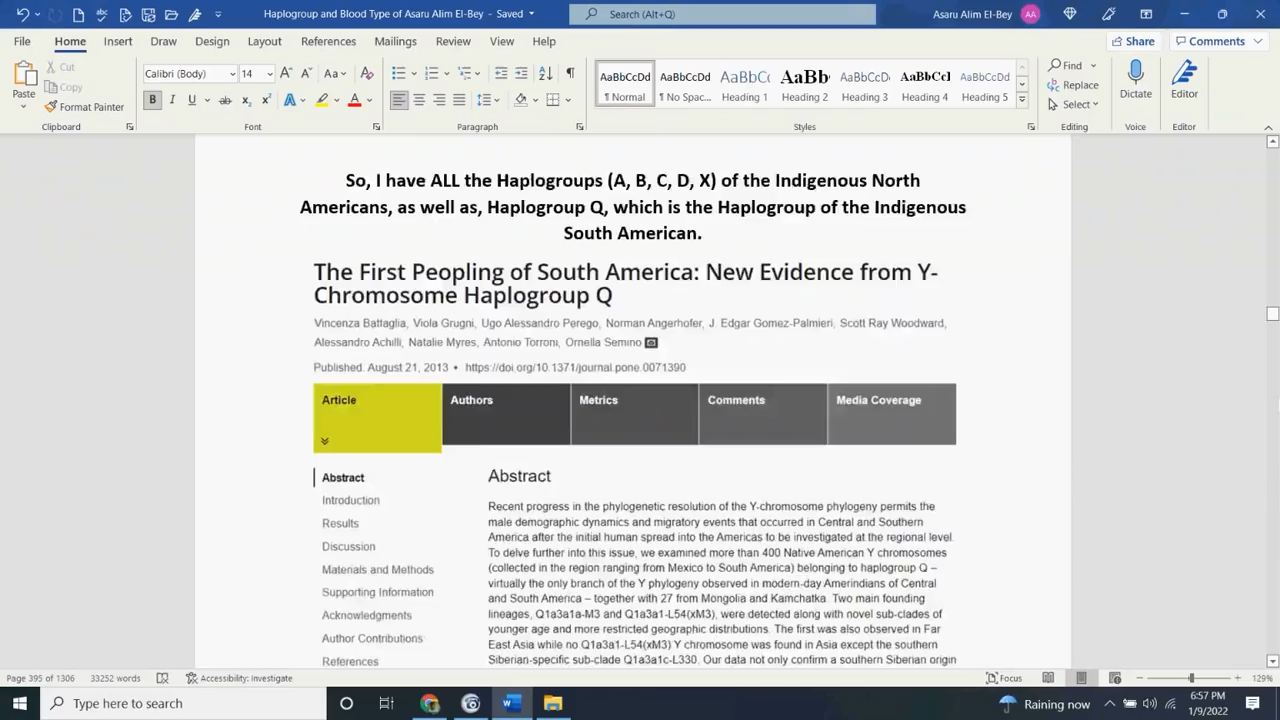 Haplogroup and Blood Type of Asaru Alim El-Bey - Saved
Search (Alt+Q)
Asaru Alim El-Bey
AA
File Home Insert Draw Design Layout References Mailings Review View Help
Share Comments
Paste
Cut
Copy
Format Painter
Calibri (Body) 14
AaBbCcDd AaBbCcDd AaBbCc AaBb AaBbCcDd AaBbCcI AaBbCcDd
¶ Normal ¶ No Spac... Heading 1 Heading 2 Heading 3 Heading 4 Heading 5
Find
Replace
Select
Dictate
Editor
Clipboard Font Paragraph Styles Editing Voice Editor
So, I have ALL the Haplogroups (A, B, C, D, X) of the Indigenous North
Americans, as well as, Haplogroup Q, which is the Haplogroup of the Indigenous
South American.
The First Peopling of South America: New Evidence from Y-
Chromosome Haplogroup Q
Vincenza Battaglia, Viola Grugni, Ugo Alessandro Perego, Norman Angerhofer, J. Edgar Gomez-Palmieri, Scott Ray Woodward,
Alessandro Achilli, Natalie Myres, Antonio Torroni, Ornella Semino
Published. August 21, 2013 • https://doi.org/10.1371/journal.pone.0071390
Article Authors Metrics Comments Media Coverage
Abstract
Introduction
Results
Discussion
Materials and Methods
Supporting Information
Acknowledgments
Author Contributions
References
Abstract
Recent progress in the phylogenetic resolution of the Y-chromosome phylogeny permits the
male demographic dynamics and migratory events that occurred in Central and Southern
America after the initial human spread into the Americas to be investigated at the regional level.
To delve further into this issue, we examined more than 400 Native American Y chromosomes
(collected in the region ranging from Mexico to South America) belonging to haplogroup Q –
virtually the only branch of the Y phylogeny observed in modern-day Amerindians of Central
and South America – together with 27 from Mongolia and Kamchatka. Two main founding
lineages, Q1a3a1a-M3 and Q1a3a1-L54(xM3), were detected along with novel sub-clades of
younger age and more restricted geographic distributions. The first was also observed in Far
East Asia while no Q1a3a1-L54(xM3) Y chromosome was found in Asia except the southern
Siberian-specific sub-clade Q1a3a1c-L330. Our data not only confirm a southern Siberian origin
Page 395 of 1306 33252 words Accessibility: Investigate
Focus 129%
Type here to search
Raining now
6:57 PM
1/9/2022